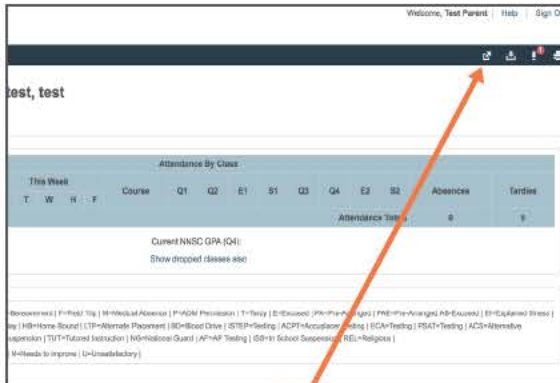 Welcome, Test Parent | Help | Sign O
test, test
Attendance By Class
This Week
T W H F Course Q1 Q2 E1 S1 Q3 Q4 E2 S2 Absences Tardies
Attendance Totals 0 0
Current NNSC GPA (Q4):
Show dropped classes also
Bereavement | F=Field Trip | M=Medical Absence | P=ADM Permission | T=Tardy | E=Excused | PA=Pre-Arranged | PAE=Pre-Arranged AB=Excused | EI=Explained Illness |
ay | HB=Home Bound | LTP=Alternate Placement | BD=Blood Drive | ISTEP=Testing | ACPT=Accuplacer Testing | ECA=Testing | PSAT=Testing | ACS=Alternative
uspension | TUT=Tutored Instruction | NG=National Guard | AP=AP Testing | ISS=In School Suspension | REL=Religious |
N=Needs to improve | U=Unsatisfactory |